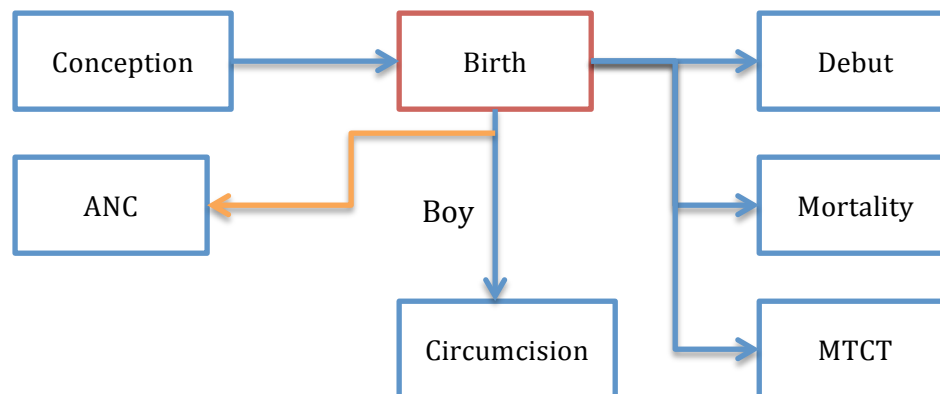 Conception
Birth
Debut
ANC
Boy
Mortality
Circumcision
MTCT